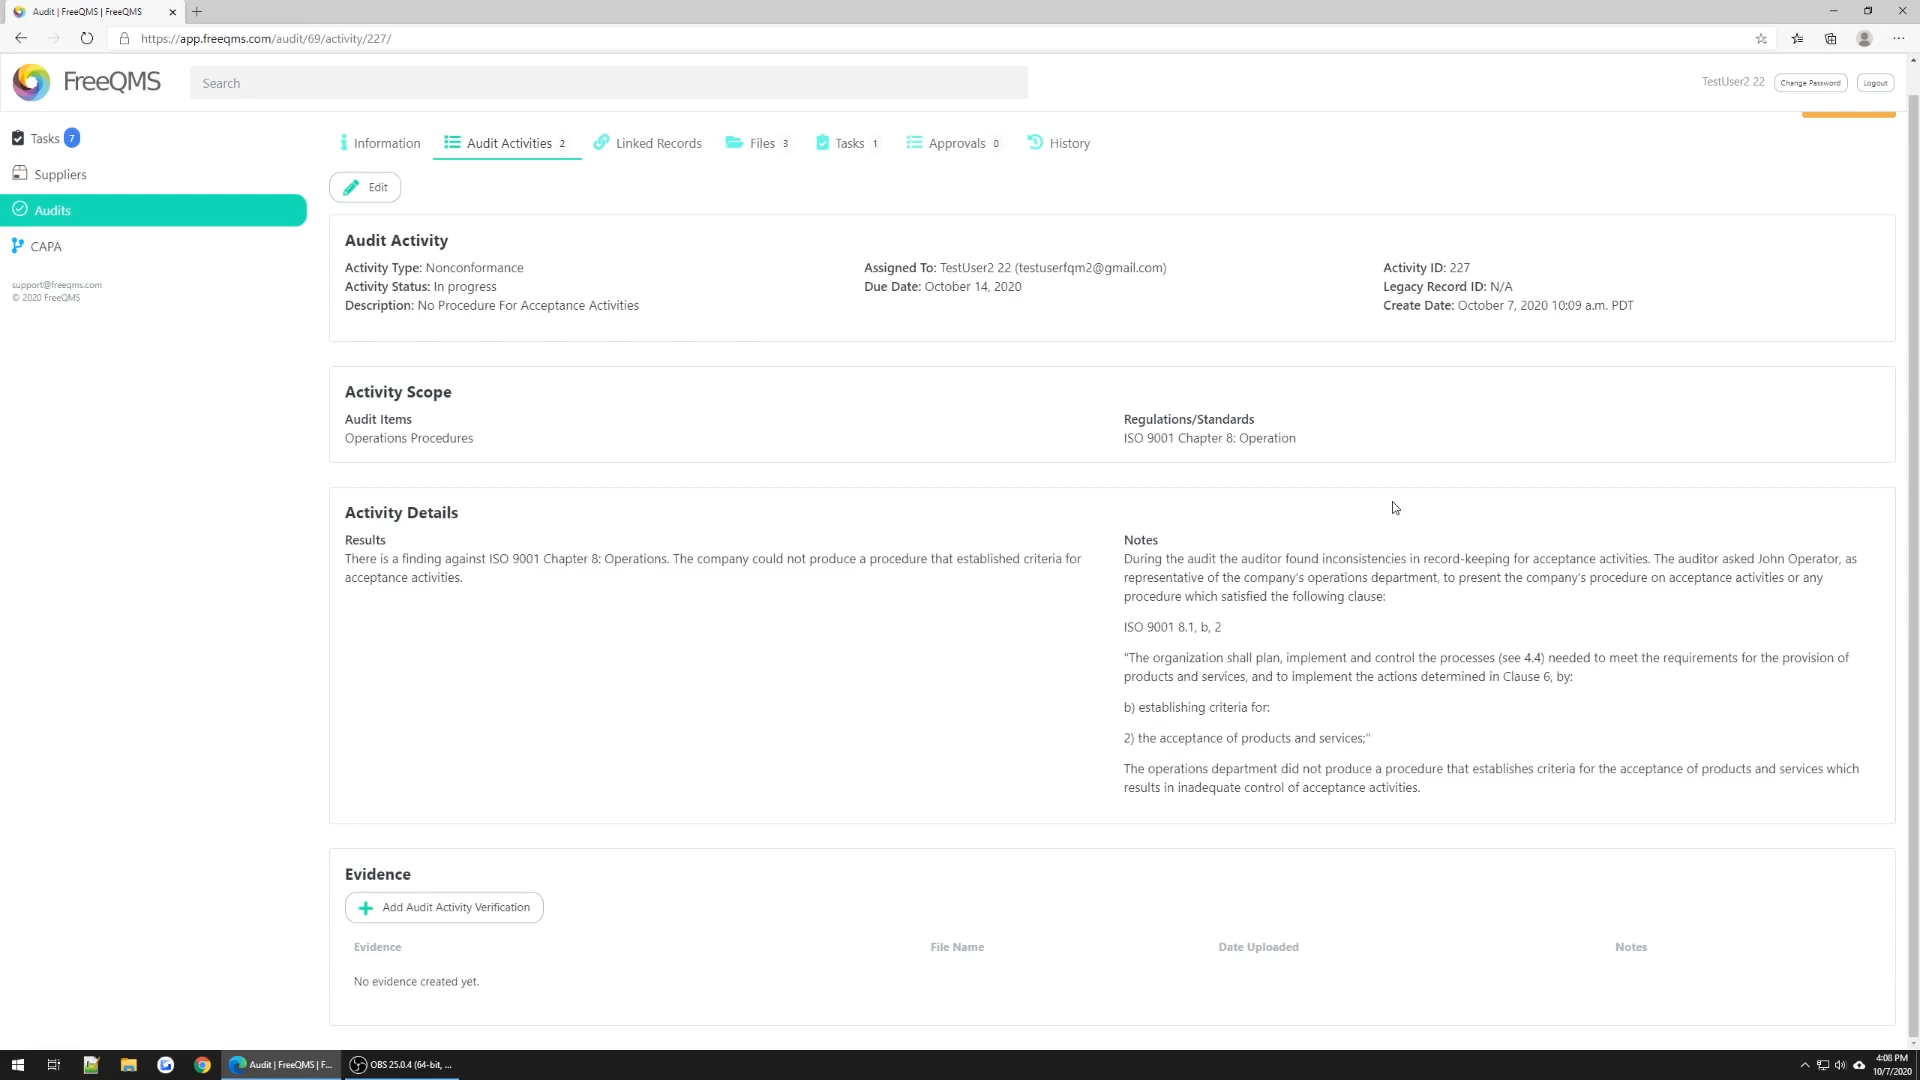 Audit | FreeQMS | FreeQMS
https://app.freeqms.com/audit/69/activity/227/
FreeQMS
Search
TestUser2 22
Change Password
Logout
Tasks 7
Suppliers
Audits
CAPA
support@freeqms.com
© 2020 FreeQMS
Information
Audit Activities 2
Linked Records
Files 3
Tasks 1
Approvals 0
History
Edit
Audit Activity
Activity Type: Nonconformance
Activity Status: In progress
Description: No Procedure For Acceptance Activities
Assigned To: TestUser2 22 (testuserfqm2@gmail.com)
Due Date: October 14, 2020
Activity ID: 227
Legacy Record ID: N/A
Create Date: October 7, 2020 10:09 a.m. PDT
Activity Scope
Audit Items
Operations Procedures
Regulations/Standards
ISO 9001 Chapter 8: Operation
Activity Details
Results
There is a finding against ISO 9001 Chapter 8: Operations. The company could not produce a procedure that established criteria for
acceptance activities.
Notes
During the audit the auditor found inconsistencies in record-keeping for acceptance activities. The auditor asked John Operator, as
representative of the company's operations department, to present the company's procedure on acceptance activities or any
procedure which satisfied the following clause:
ISO 9001 8.1, b, 2
"The organization shall plan, implement and control the processes (see 4.4) needed to meet the requirements for the provision of
products and services, and to implement the actions determined in Clause 6, by:
b) establishing criteria for:
2) the acceptance of products and services;"
The operations department did not produce a procedure that establishes criteria for the acceptance of products and services which
results in inadequate control of acceptance activities.
Evidence
Add Audit Activity Verification
Evidence
File Name
Date Uploaded
Notes
No evidence created yet.
Audit | FreeQMS | F...
OBS 25.0.4 (64-bit, ...
4:08 PM
10/7/2020